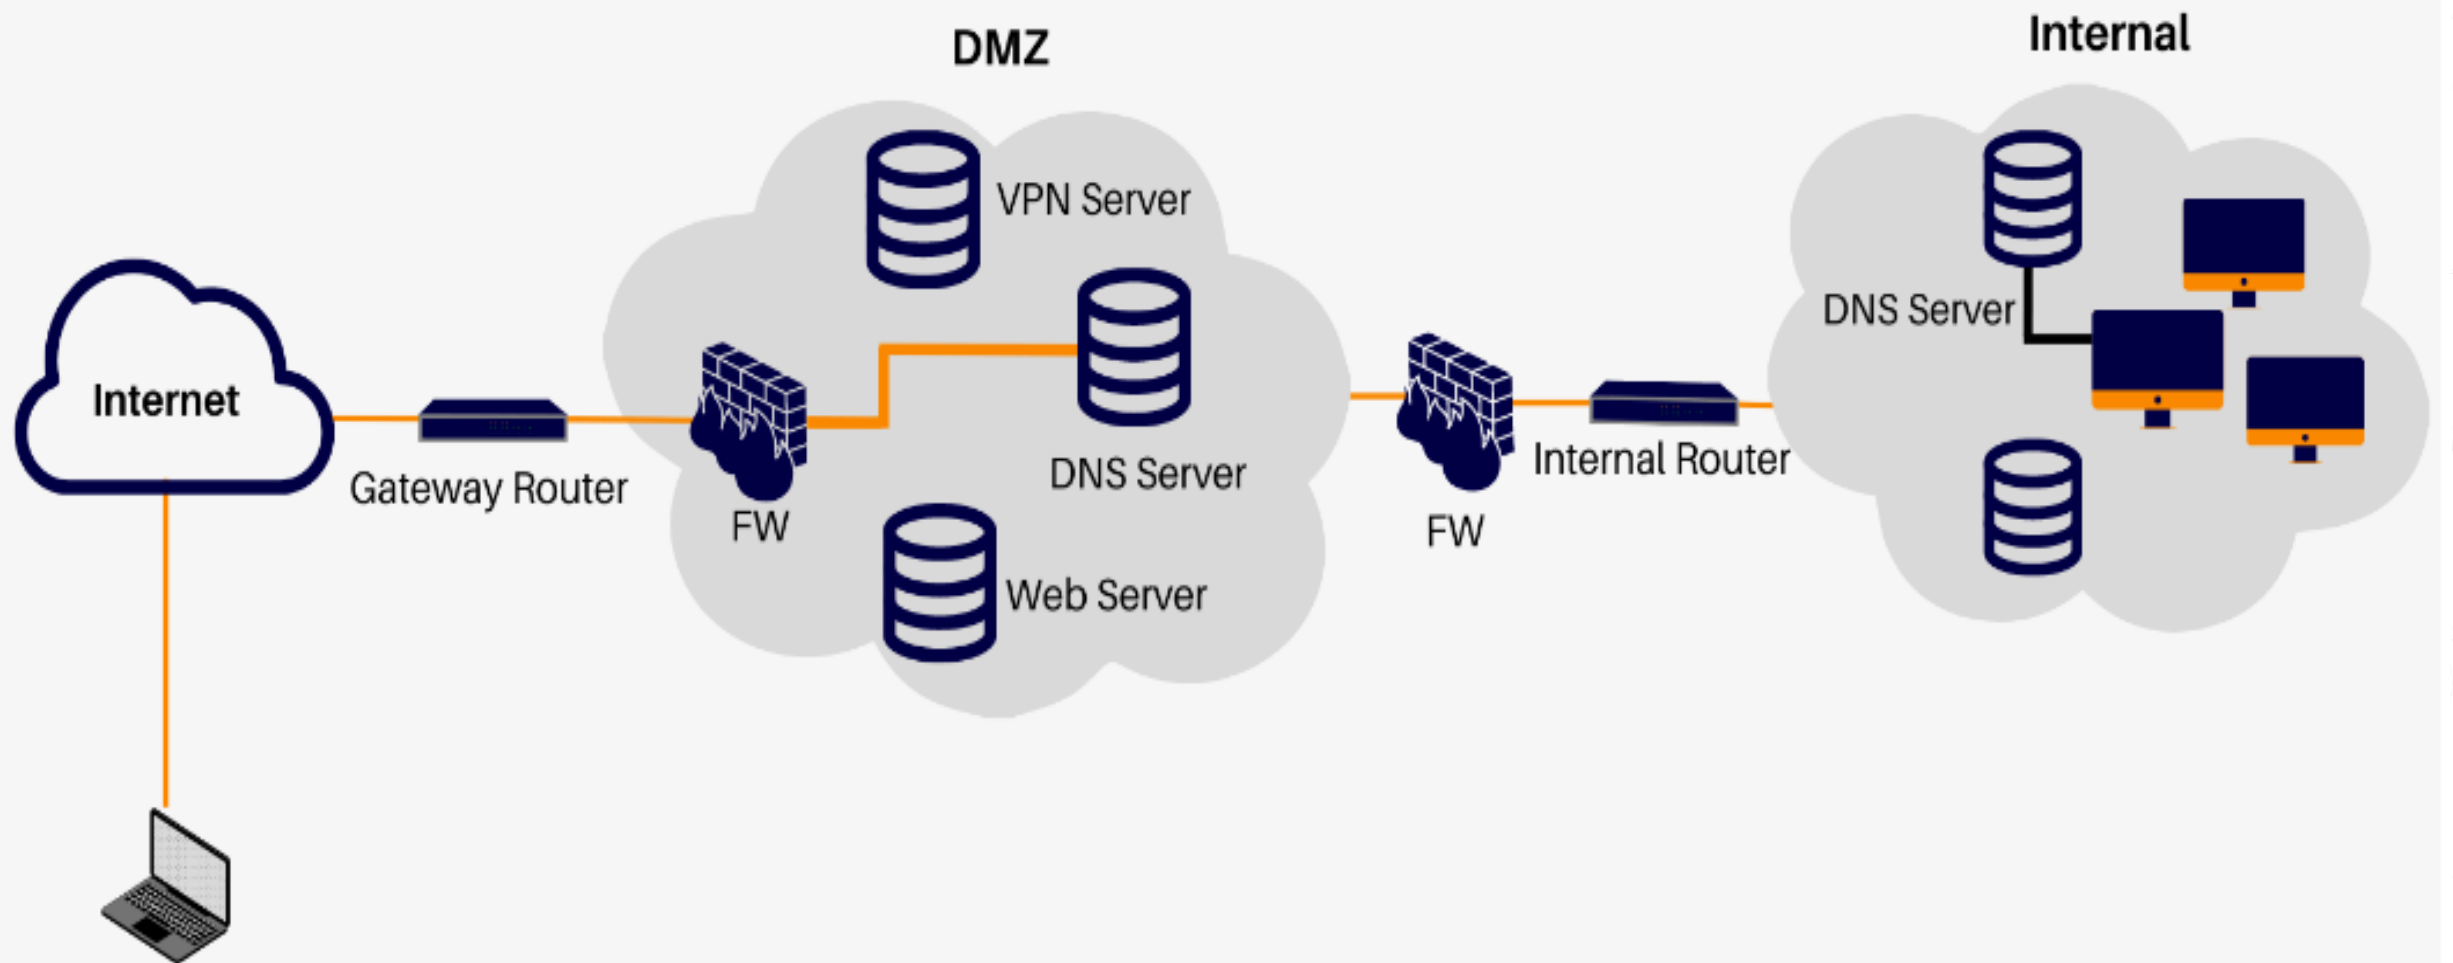 DMZ
Internal
VPN Server
DNS Server
Internet
Gateway Router
FW
DNS Server
Web Server
FW
Internal Router